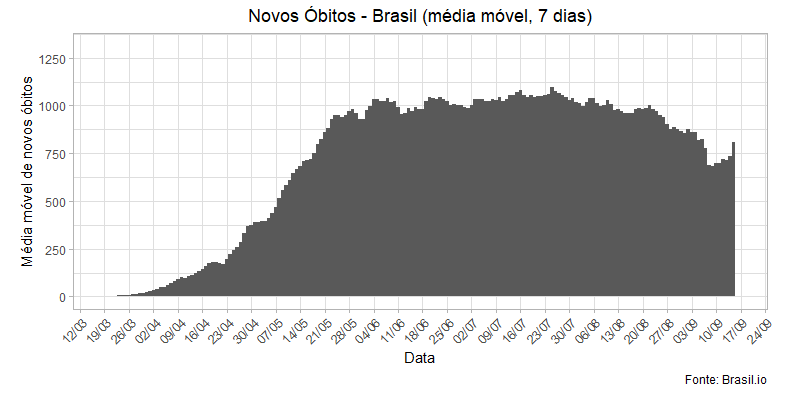 Novos Óbitos - Brasil (média móvel, 7 dias)
Média móvel de novos óbitos
1250
1000
750
500
250
0
12/03 19/03 26/03 02/04 09/04 16/04 23/04 30/04 07/05 14/05 21/05 28/05 04/06 11/06 18/06 25/06 02/07 09/07 16/07 23/07 30/07 06/08 13/08 20/08 27/08 03/09 10/09 17/09 24/09
Data
Fonte: Brasil.io